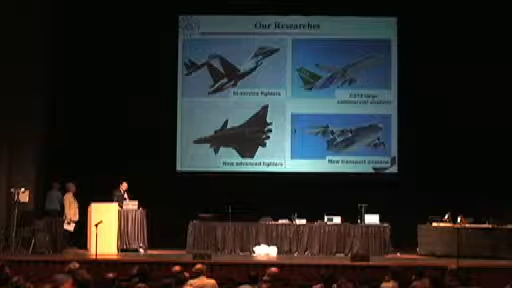 Our Researches
In-service fighters
C919 large
commercial airplane
New advanced fighters
New transport airplane